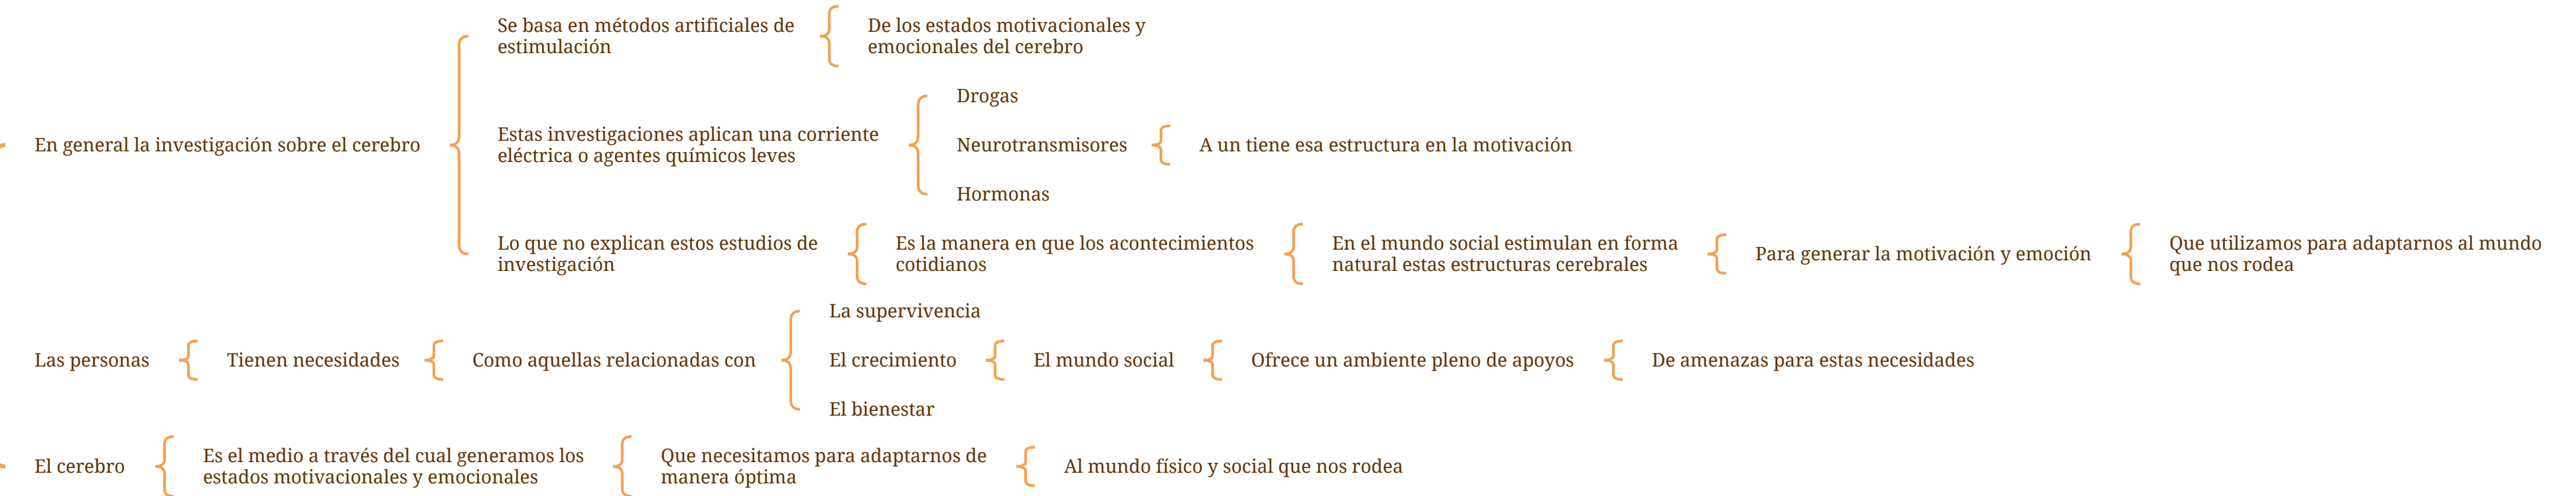 Se basa en métodos artificiales de
estimulación
De los estados motivacionales y
emocionales del cerebro
En general la investigación sobre el cerebro
Estas investigaciones aplican una corriente
eléctrica o agentes químicos leves
Drogas
Neurotransmisores
A un tiene esa estructura en la motivación
Hormonas
Lo que no explican estos estudios de
investigación
Es la manera en que los acontecimientos
cotidianos
En el mundo social estimulan en forma
natural estas estructuras cerebrales
Para generar la motivación y emoción
Que utilizamos para adaptarnos al mundo
que nos rodea
Las personas
Tienen necesidades
Como aquellas relacionadas con
La supervivencia
El crecimiento
El mundo social
Ofrece un ambiente pleno de apoyos
De amenazas para estas necesidades
El bienestar
El cerebro
Es el medio a través del cual generamos los
estados motivacionales y emocionales
Que necesitamos para adaptarnos de
manera óptima
Al mundo físico y social que nos rodea